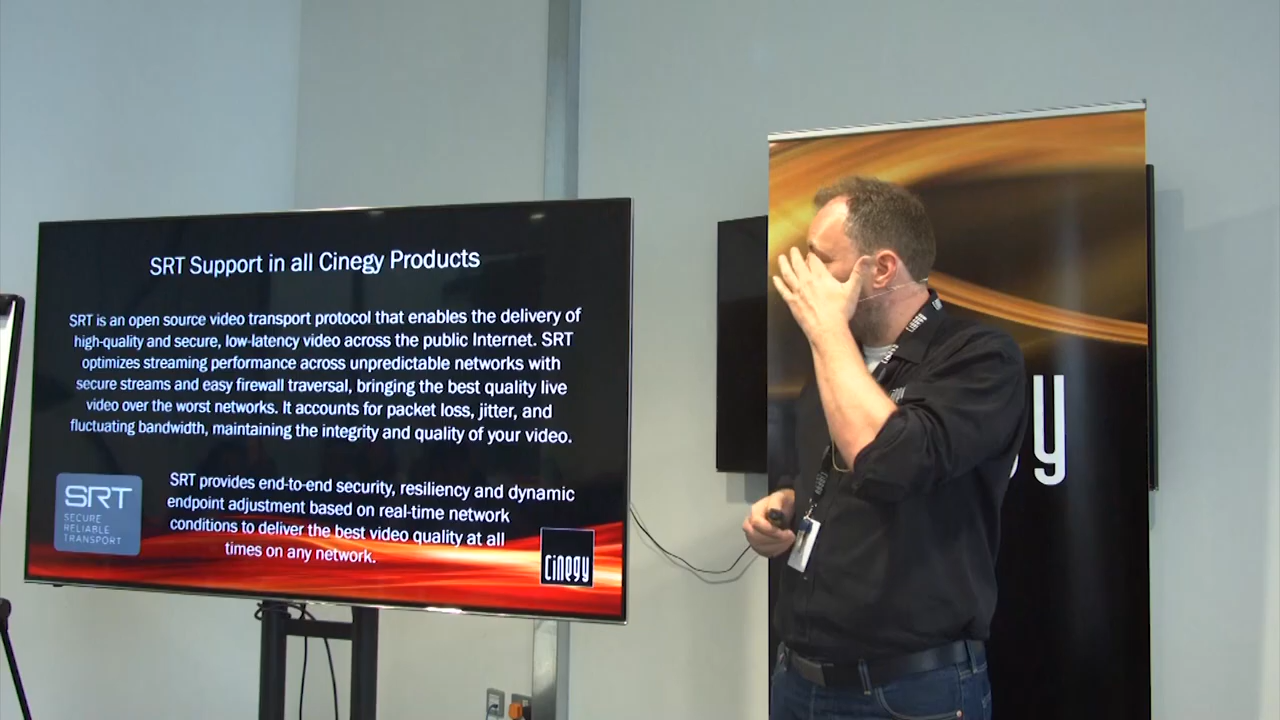 SRT Support in all Cinegy Products
SRT is an open source video transport protocol that enables the delivery of
high-quality and secure, low-latency video across the public Internet. SRT
optimizes streaming performance across unpredictable networks with
secure streams and easy firewall traversal, bringing the best quality live
video over the worst networks. It accounts for packet loss, jitter, and
fluctuating bandwidth, maintaining the integrity and quality of your video.
SRT provides end-to-end security, resiliency and dynamic
endpoint adjustment based on real-time network
conditions to deliver the best video quality at all
times on any network.
SRT
SECURE
RELIABLE
TRANSPORT
cinegy
cinegy
y